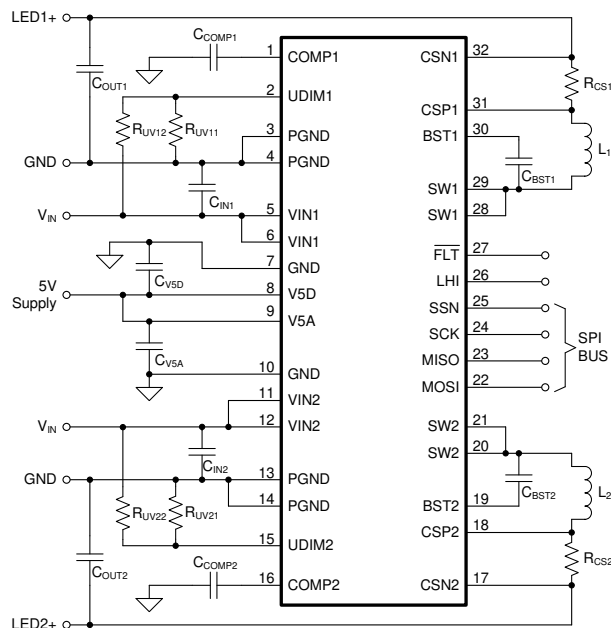 LED1+
C_COMP1
1
COMP1
CSN1
32
C_OUT1
R_CS1
2
UDIM1
CSP1
31
R_UV12
R_UV11
3
PGND
BST1
30
L1
GND
4
PGND
C_BST1
C_IN1
SW1
29
V_IN
5
VIN1
SW1
28
6
VIN1
7
GND
FLT
27
C_V5D
LHI
26
5V
Supply
8
V5D
SSN
25
9
V5A
SCK
24
SPI
BUS
C_V5A
MISO
23
10
GND
MOSI
22
11
VIN2
V_IN
12
VIN2
SW2
21
C_IN2
SW2
20
GND
13
PGND
C_BST2
L2
14
PGND
BST2
19
R_UV22
R_UV21
CSP2
18
15
UDIM2
C_OUT2
C_COMP2
R_CS2
16
COMP2
CSN2
17
LED2+